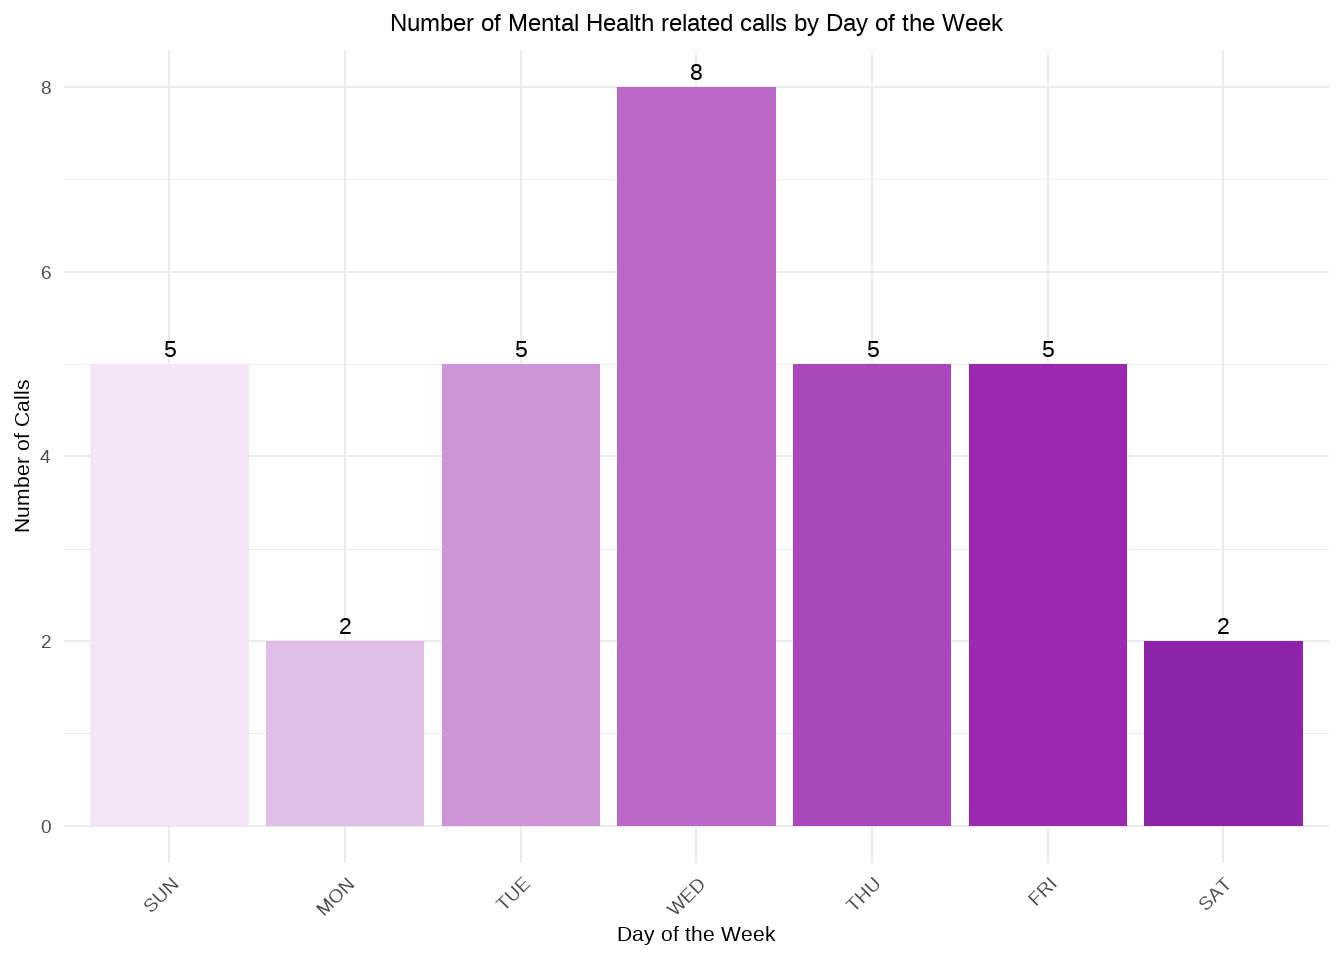 Number of Mental Health related calls by Day of the Week
8
8
6
5
5
5
5
Number of Calls
4
2
2
2
0
SUN
MON
TUE
WED
THU
FRI
SAT
Day of the Week